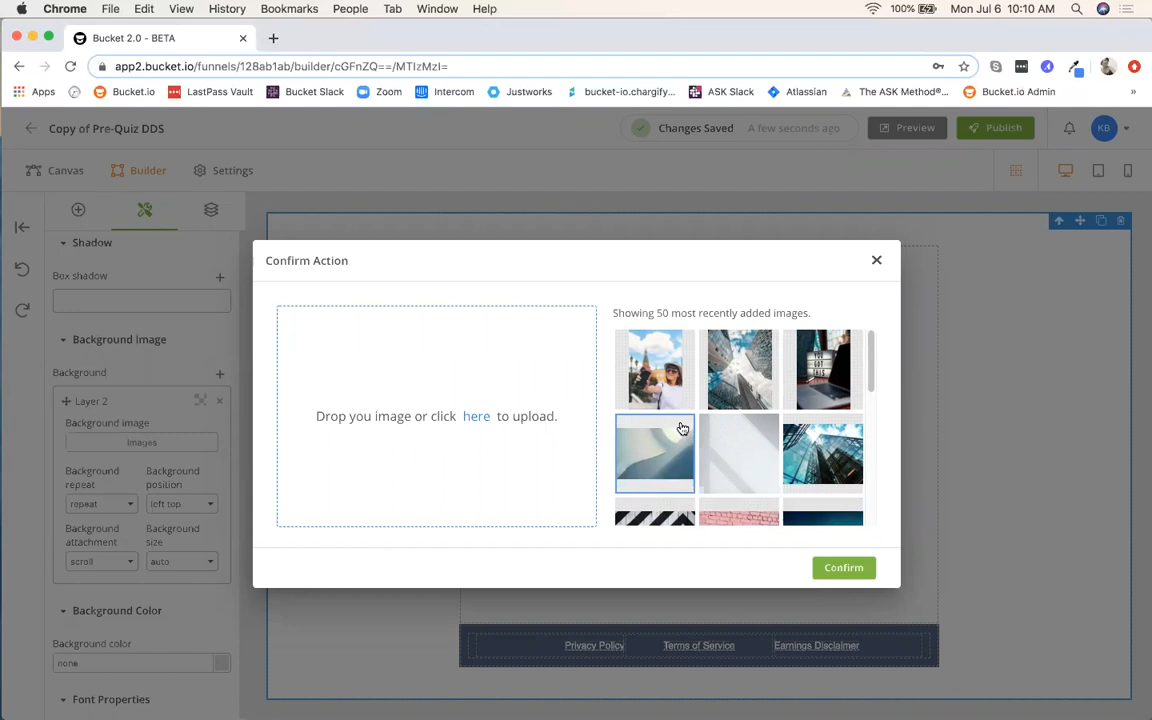 Chrome File Edit View History Bookmarks People Tab Window Help 100% Mon Jul 6 10:10 AM
Bucket 2.0 - BETA
app2.bucket.io/funnels/128ab1ab/builder/cGFnZQ==/MTIzMzI=
Apps Bucket.io LastPass Vault Bucket Slack Zoom Intercom Justworks bucket-io.chargify... ASK Slack Atlassian The ASK Method®... Bucket.io Admin »
Copy of Pre-Quiz DDS Changes Saved A few seconds ago Preview Publish KB
Canvas Builder Settings
Shadow
Box shadow
Background Image
Background
Layer 2
Background image
Images
Background repeat
Background position
repeat
left top
Background attachment
Background size
scroll
auto
Background Color
Background color
none
Font Properties
Confirm Action
Drop you image or click here to upload.
Showing 50 most recently added images.
YOU
GOT
THIS
Confirm
Privacy Policy Terms of Service Earnings Disclaimer